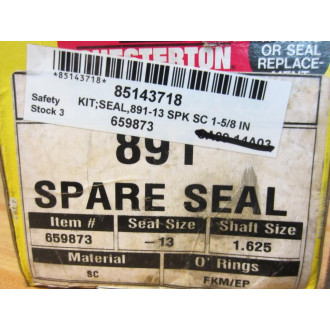 CHESTERTON
OR SEAL
REPLACE-
MENT
*85143718*
85143718
Safety
Stock 3
KIT;SEAL,891-13 SPK SC 1-5/8 IN
659873
891
SPARE SEAL
Item # Seal Size Shaft Size
659873 -13 1.625
Material O' Rings
SC FKM/EP